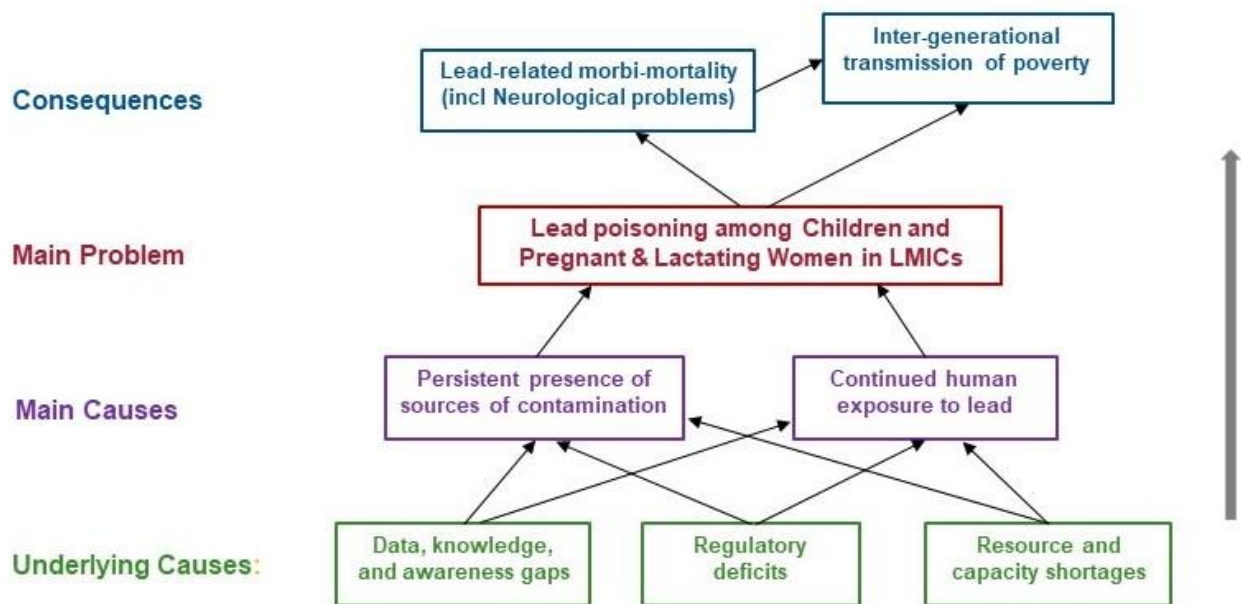 Consequences
Lead-related morbi-mortality
(incl Neurological problems)
Inter-generational
transmission of poverty
Main Problem
Lead poisoning among Children and
Pregnant & Lactating Women in LMICs
Main Causes
Persistent presence of
sources of contamination
Continued human
exposure to lead
Underlying Causes:
Data, knowledge,
and awareness gaps
Regulatory
deficits
Resource and
capacity shortages